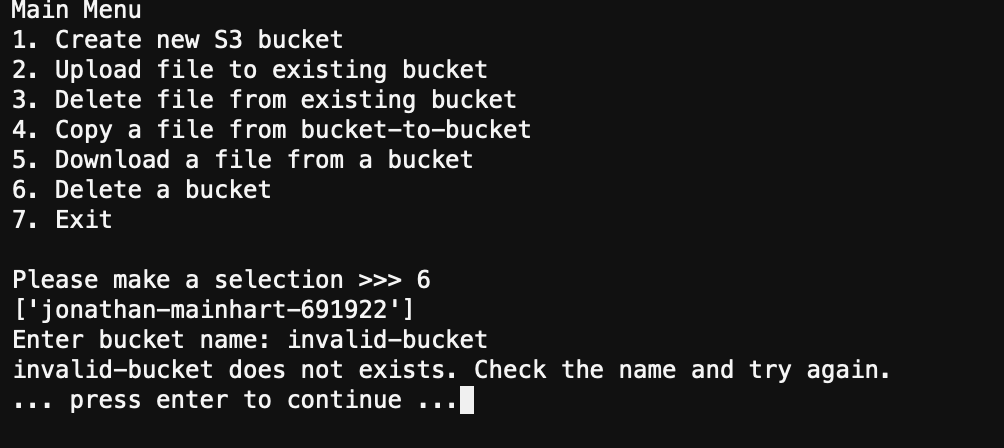 Main Menu
1. Create new S3 bucket
2. Upload file to existing bucket
3. Delete file from existing bucket
4. Copy a file from bucket-to-bucket
5. Download a file from a bucket
6. Delete a bucket
7. Exit
Please make a selection >>> 6
['jonathan-mainhart-691922']
Enter bucket name: invalid-bucket
invalid-bucket does not exists. Check the name and try again.
... press enter to continue ...